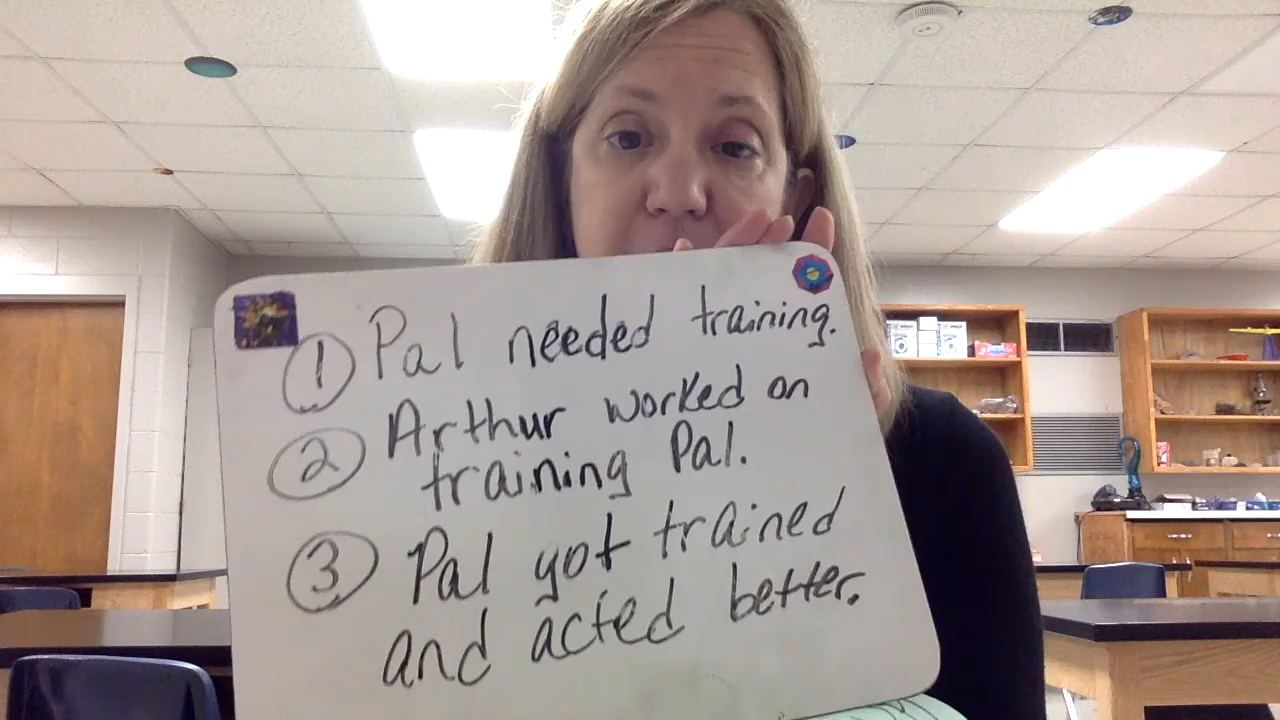 ① Pal needed training.
② Arthur worked on
training Pal.
③ Pal got trained
and acted better.